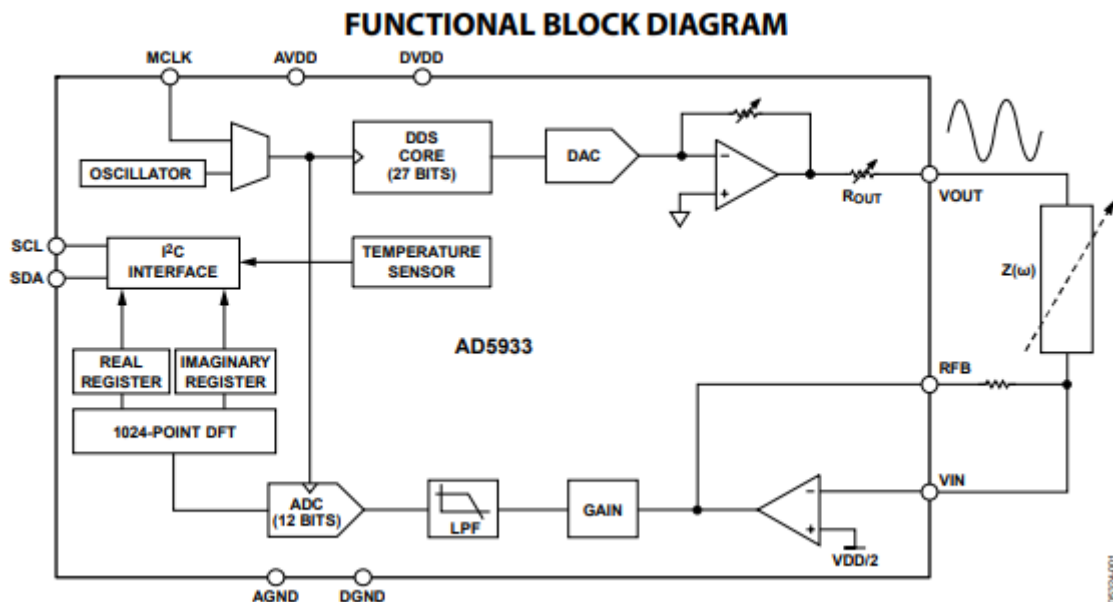 FUNCTIONAL BLOCK DIAGRAM
MCLK
AVDD
DVDD
DDS
CORE
(27 BITS)
DAC
OSCILLATOR
ROUT
VOUT
SCL
SDA
I²C
INTERFACE
TEMPERATURE
SENSOR
Z(ω)
AD5933
REAL
REGISTER
IMAGINARY
REGISTER
RFB
1024-POINT DFT
VIN
ADC
(12 BITS)
LPF
GAIN
VDD/2
AGND
DGND